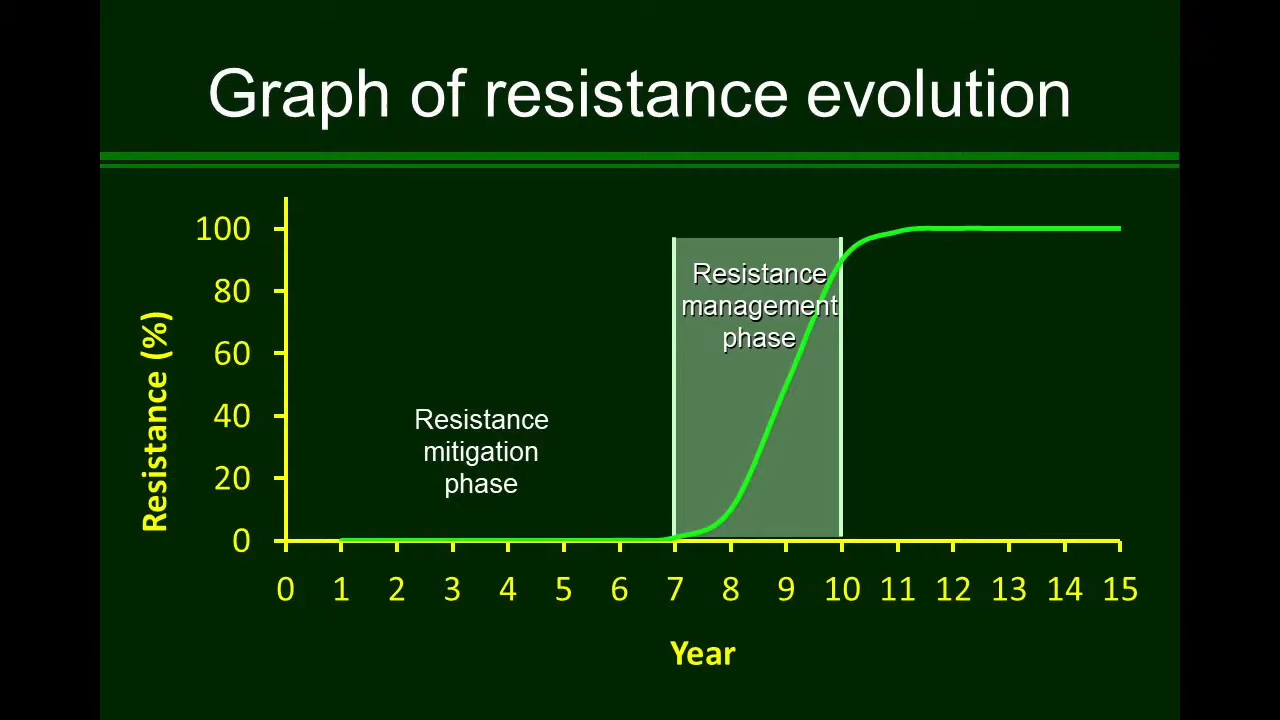 Graph of resistance evolution
100
80
60
40
20
0
Resistance (%)
Resistance
mitigation
phase
Resistance
management
phase
0 1 2 3 4 5 6 7 8 9 10 11 12 13 14 15
Year